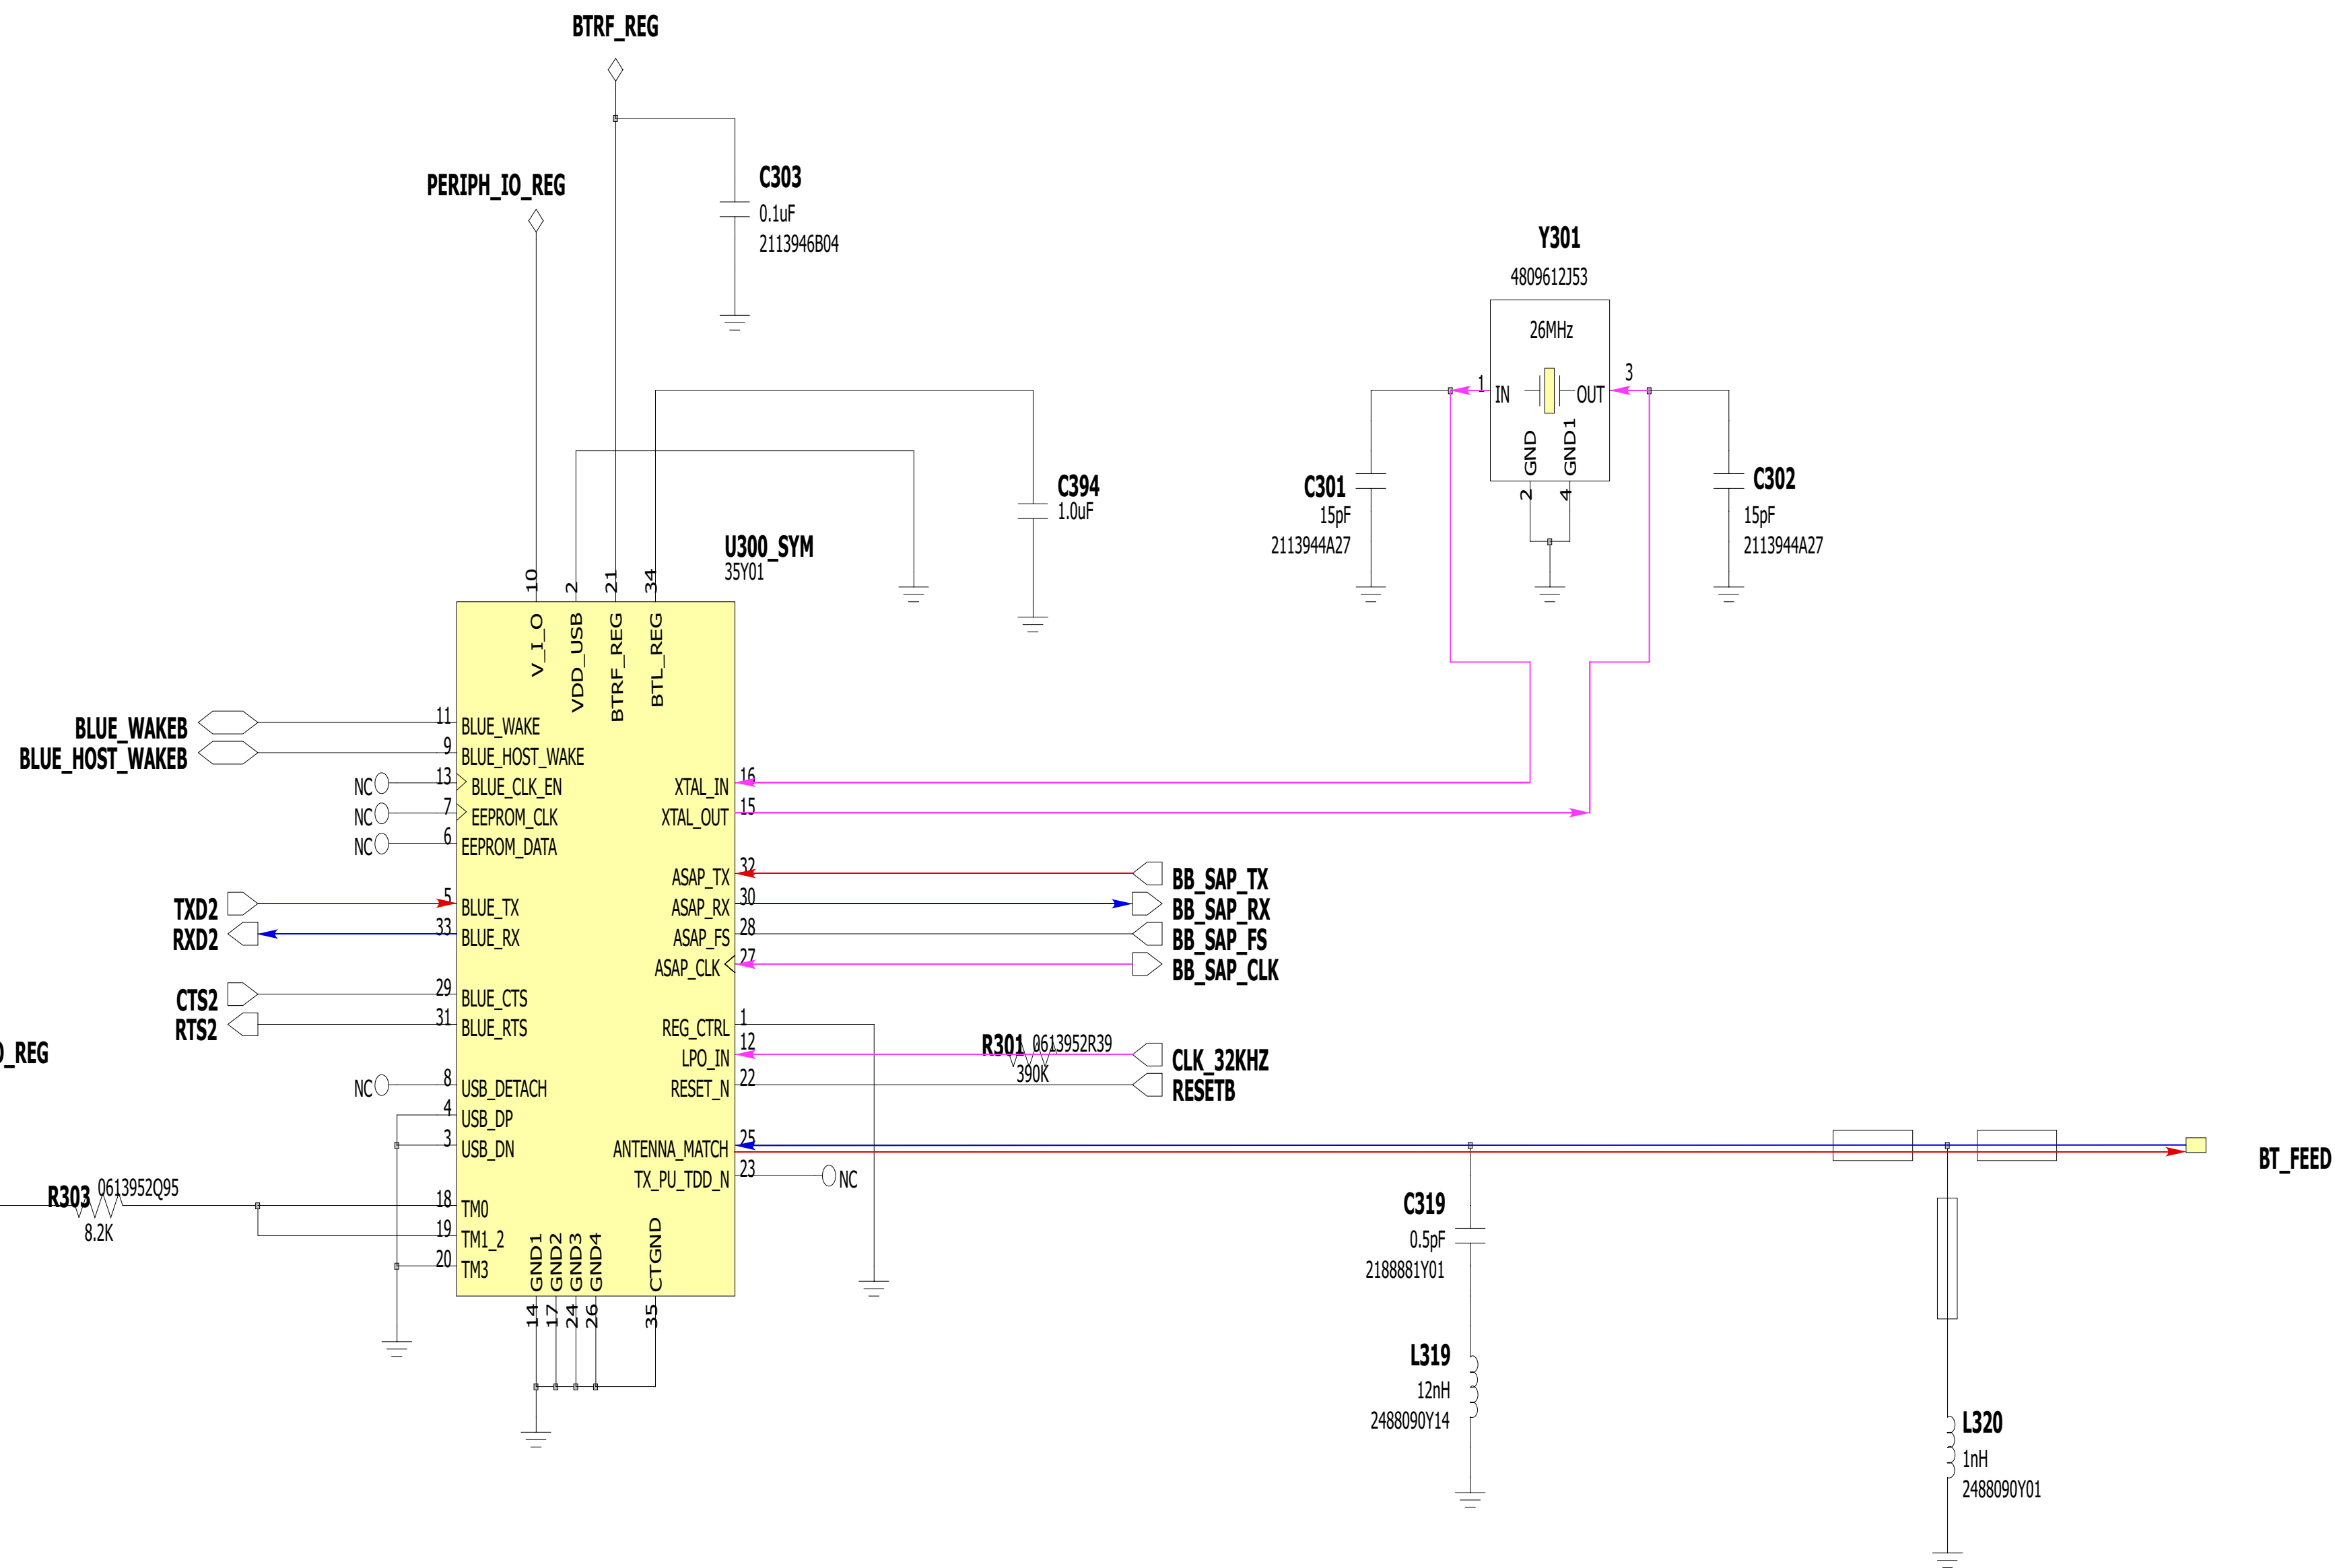 BTRF_REG
PERIPH_IO_REG
C303
0.1uF
2113946B04
Y301
4809612J53
26MHz
1
IN
OUT
3
GND
GND1
2
4
C301
15pF
2113944A27
C302
15pF
2113944A27
C394
1.0uF
U300_SYM
35Y01
10
2
21
34
V_I_O
VDD_USB
BTRF_REG
BTL_REG
BLUE_WAKEB
11
BLUE_WAKE
BLUE_HOST_WAKEB
9
BLUE_HOST_WAKE
NC
13
BLUE_CLK_EN
XTAL_IN
16
NC
7
EEPROM_CLK
XTAL_OUT
15
NC
6
EEPROM_DATA
ASAP_TX
32
BB_SAP_TX
TXD2
5
BLUE_TX
ASAP_RX
30
BB_SAP_RX
RXD2
33
BLUE_RX
ASAP_FS
28
BB_SAP_FS
ASAP_CLK
27
BB_SAP_CLK
CTS2
29
BLUE_CTS
RTS2
31
BLUE_RTS
REG_CTRL
1
O_REG
LPO_IN
12
R301
0613952R39
390K
CLK_32KHZ
NC
8
USB_DETACH
RESET_N
22
RESETB
4
USB_DP
3
USB_DN
ANTENNA_MATCH
25
BT_FEED
TX_PU_TDD_N
23
NC
R303
0613952Q95
8.2K
18
TM0
19
TM1_2
20
TM3
GND1
GND2
GND3
GND4
CTGND
14
17
24
26
35
C319
0.5pF
2188881Y01
L319
12nH
2488090Y14
L320
1nH
2488090Y01